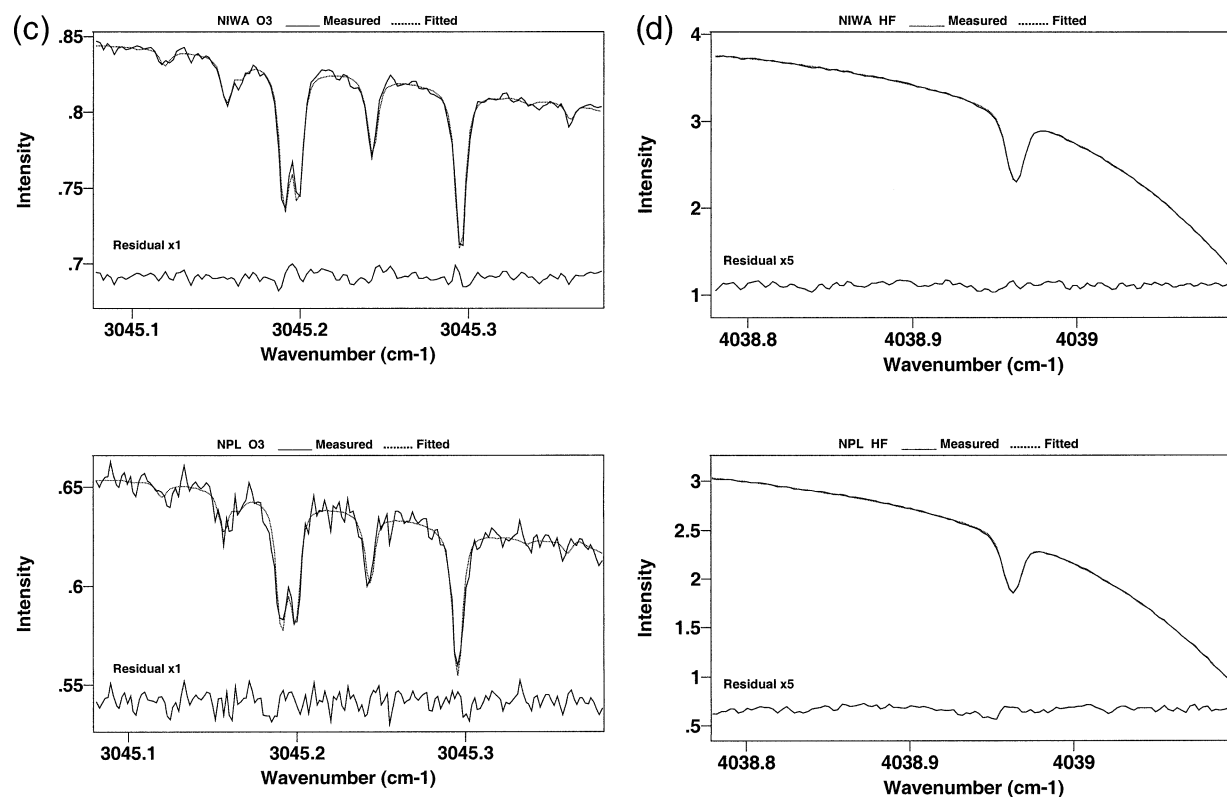 (c)
NIWA O3 Measured Fitted
.85
.8
.75
.7
Intensity
Residual x1
3045.1 3045.2 3045.3
Wavenumber (cm-1)
(d)
NIWA HF Measured Fitted
4
3
2
1
Intensity
Residual x5
4038.8 4038.9 4039
Wavenumber (cm-1)
NPL O3 Measured Fitted
.65
.6
.55
Intensity
Residual x1
3045.1 3045.2 3045.3
Wavenumber (cm-1)
NPL HF Measured Fitted
3
2.5
2
1.5
1
.5
Intensity
Residual x5
4038.8 4038.9 4039
Wavenumber (cm-1)